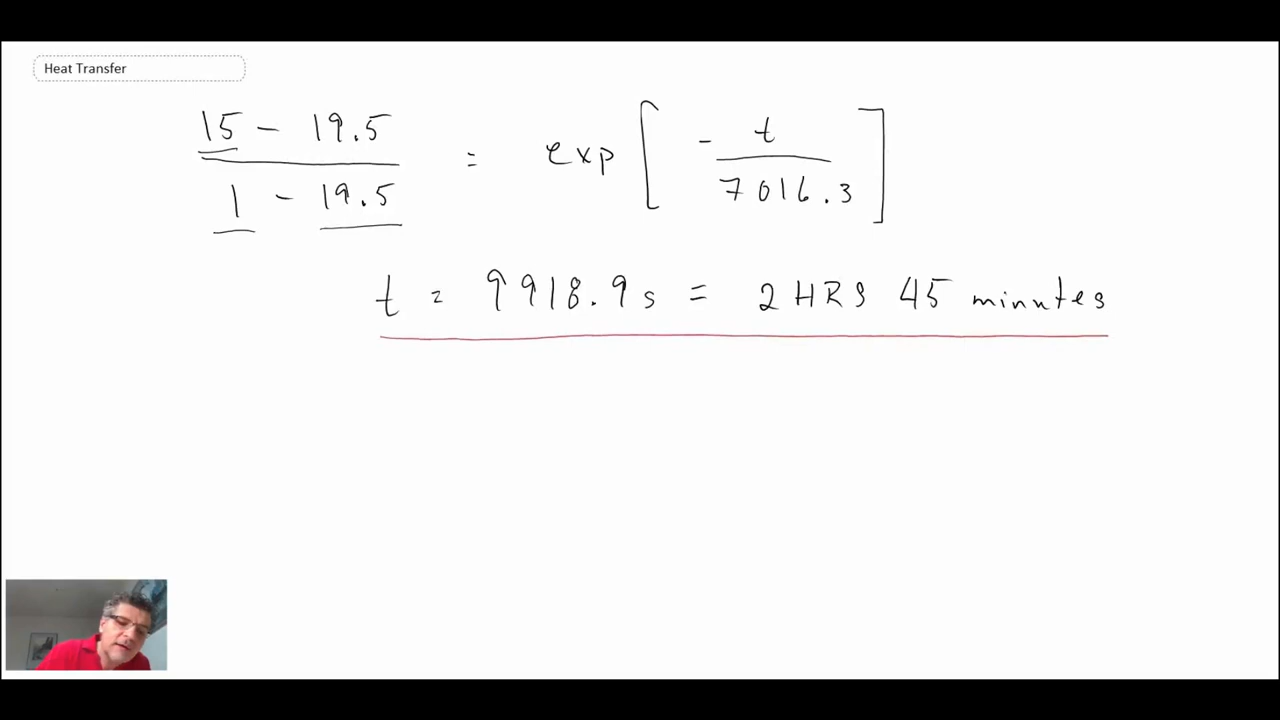 Heat Transfer
15 - 19.5
1 - 19.5
= exp [ - t
7016.3 ]
t = 9918.9 s = 2 HRS 45 minutes